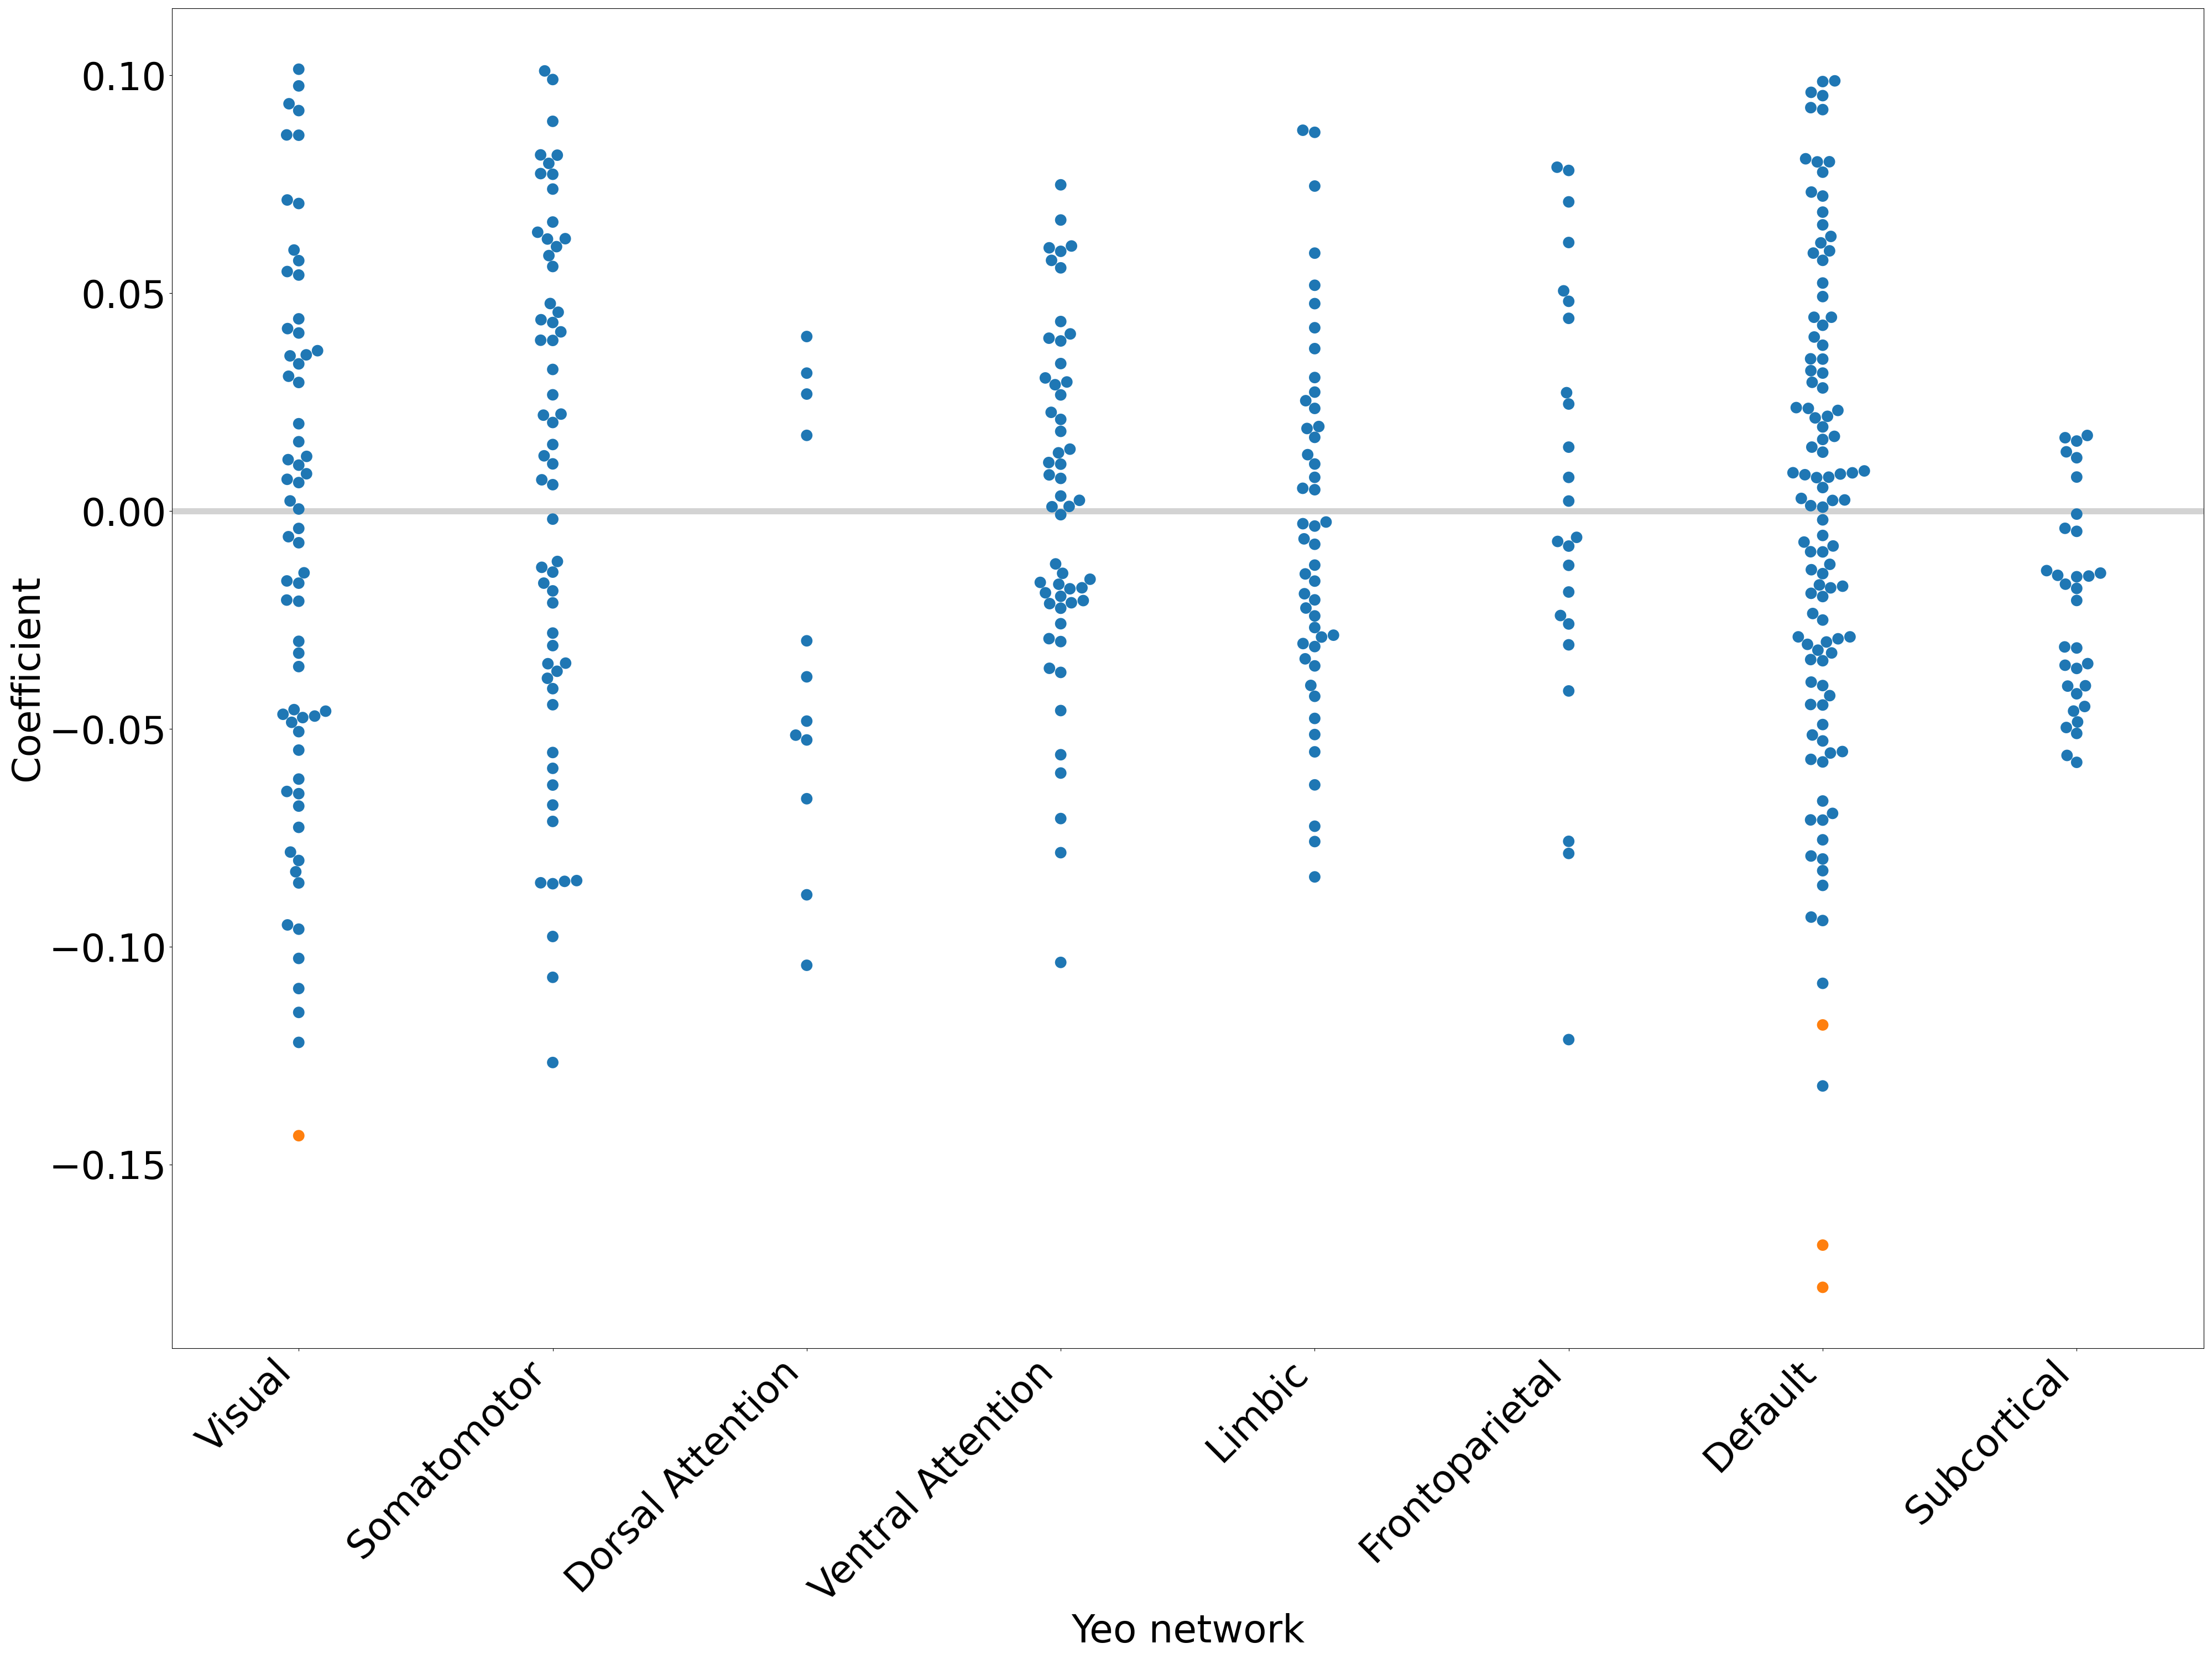 0.10
0.05
0.00
−0.05
−0.10
−0.15
Coefficient
Visual
Somatomotor
Dorsal Attention
Ventral Attention
Limbic
Frontoparietal
Default
Subcortical
Yeo network